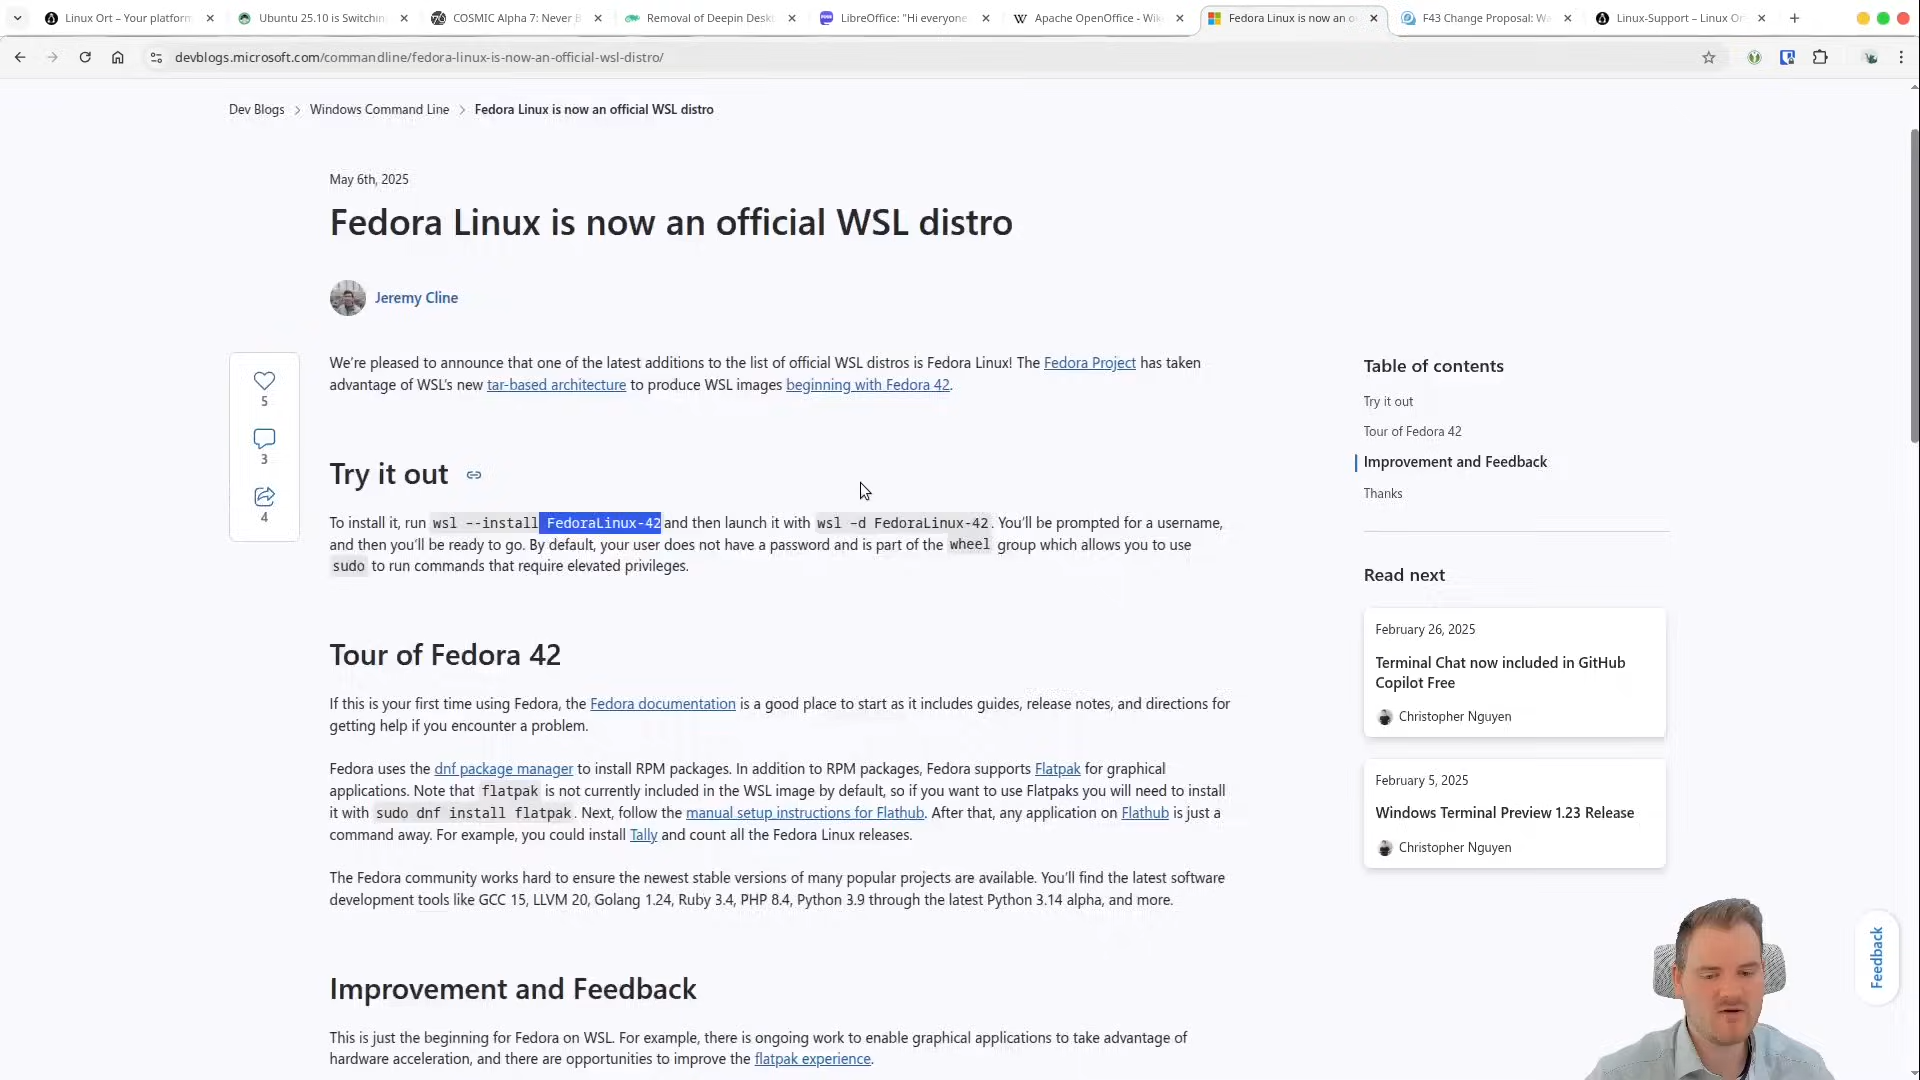 Linux Ort – Your platform
Ubuntu 25.10 is Switchin
COSMIC Alpha 7: Never B
Removal of Deepin Desk
LibreOffice: "Hi everyone
Apache OpenOffice - Wik
Fedora Linux is now an o
F43 Change Proposal: Wa
Linux-Support – Linux Or
devblogs.microsoft.com/commandline/fedora-linux-is-now-an-official-wsl-distro/
Dev Blogs > Windows Command Line > Fedora Linux is now an official WSL distro
May 6th, 2025
Fedora Linux is now an official WSL distro
Jeremy Cline
5
3
4
We’re pleased to announce that one of the latest additions to the list of official WSL distros is Fedora Linux! The Fedora Project has taken
advantage of WSL’s new tar-based architecture to produce WSL images beginning with Fedora 42.
Try it out
To install it, run wsl --install FedoraLinux-42 and then launch it with wsl -d FedoraLinux-42. You’ll be prompted for a username,
and then you’ll be ready to go. By default, your user does not have a password and is part of the wheel group which allows you to use
sudo to run commands that require elevated privileges.
Tour of Fedora 42
If this is your first time using Fedora, the Fedora documentation is a good place to start as it includes guides, release notes, and directions for
getting help if you encounter a problem.
Fedora uses the dnf package manager to install RPM packages. In addition to RPM packages, Fedora supports Flatpak for graphical
applications. Note that flatpak is not currently included in the WSL image by default, so if you want to use Flatpaks you will need to install
it with sudo dnf install flatpak. Next, follow the manual setup instructions for Flathub. After that, any application on Flathub is just a
command away. For example, you could install Tally and count all the Fedora Linux releases.
The Fedora community works hard to ensure the newest stable versions of many popular projects are available. You’ll find the latest software
development tools like GCC 15, LLVM 20, Golang 1.24, Ruby 3.4, PHP 8.4, Python 3.9 through the latest Python 3.14 alpha, and more.
Improvement and Feedback
This is just the beginning for Fedora on WSL. For example, there is ongoing work to enable graphical applications to take advantage of
hardware acceleration, and there are opportunities to improve the flatpak experience.
Table of contents
Try it out
Tour of Fedora 42
Improvement and Feedback
Thanks
Read next
February 26, 2025
Terminal Chat now included in GitHub
Copilot Free
Christopher Nguyen
February 5, 2025
Windows Terminal Preview 1.23 Release
Christopher Nguyen
Feedback